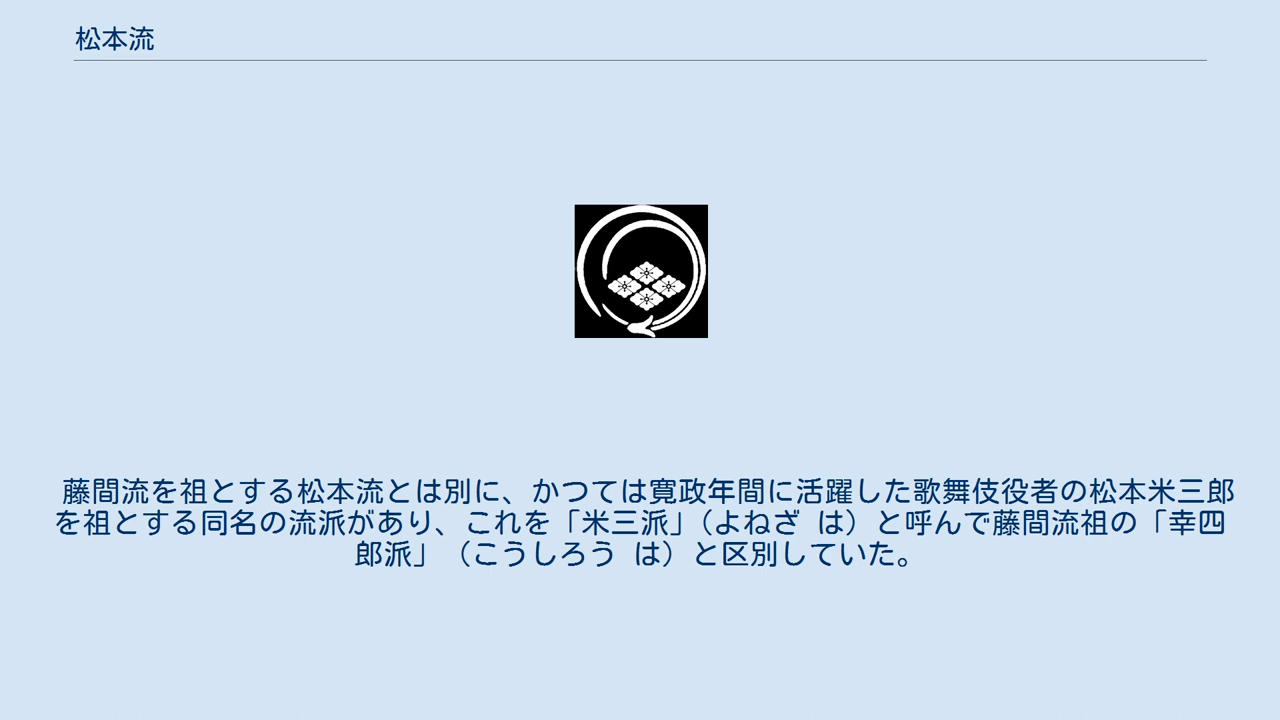 松本流
藤間流を祖とする松本流とは別に、かつては寛政年間に活躍した歌舞伎役者の松本米三郎
を祖とする同名の流派があり、これを「米三派」（よねざ は）と呼んで藤間流祖の「幸四
郎派」（こうしろう は）と区別していた。